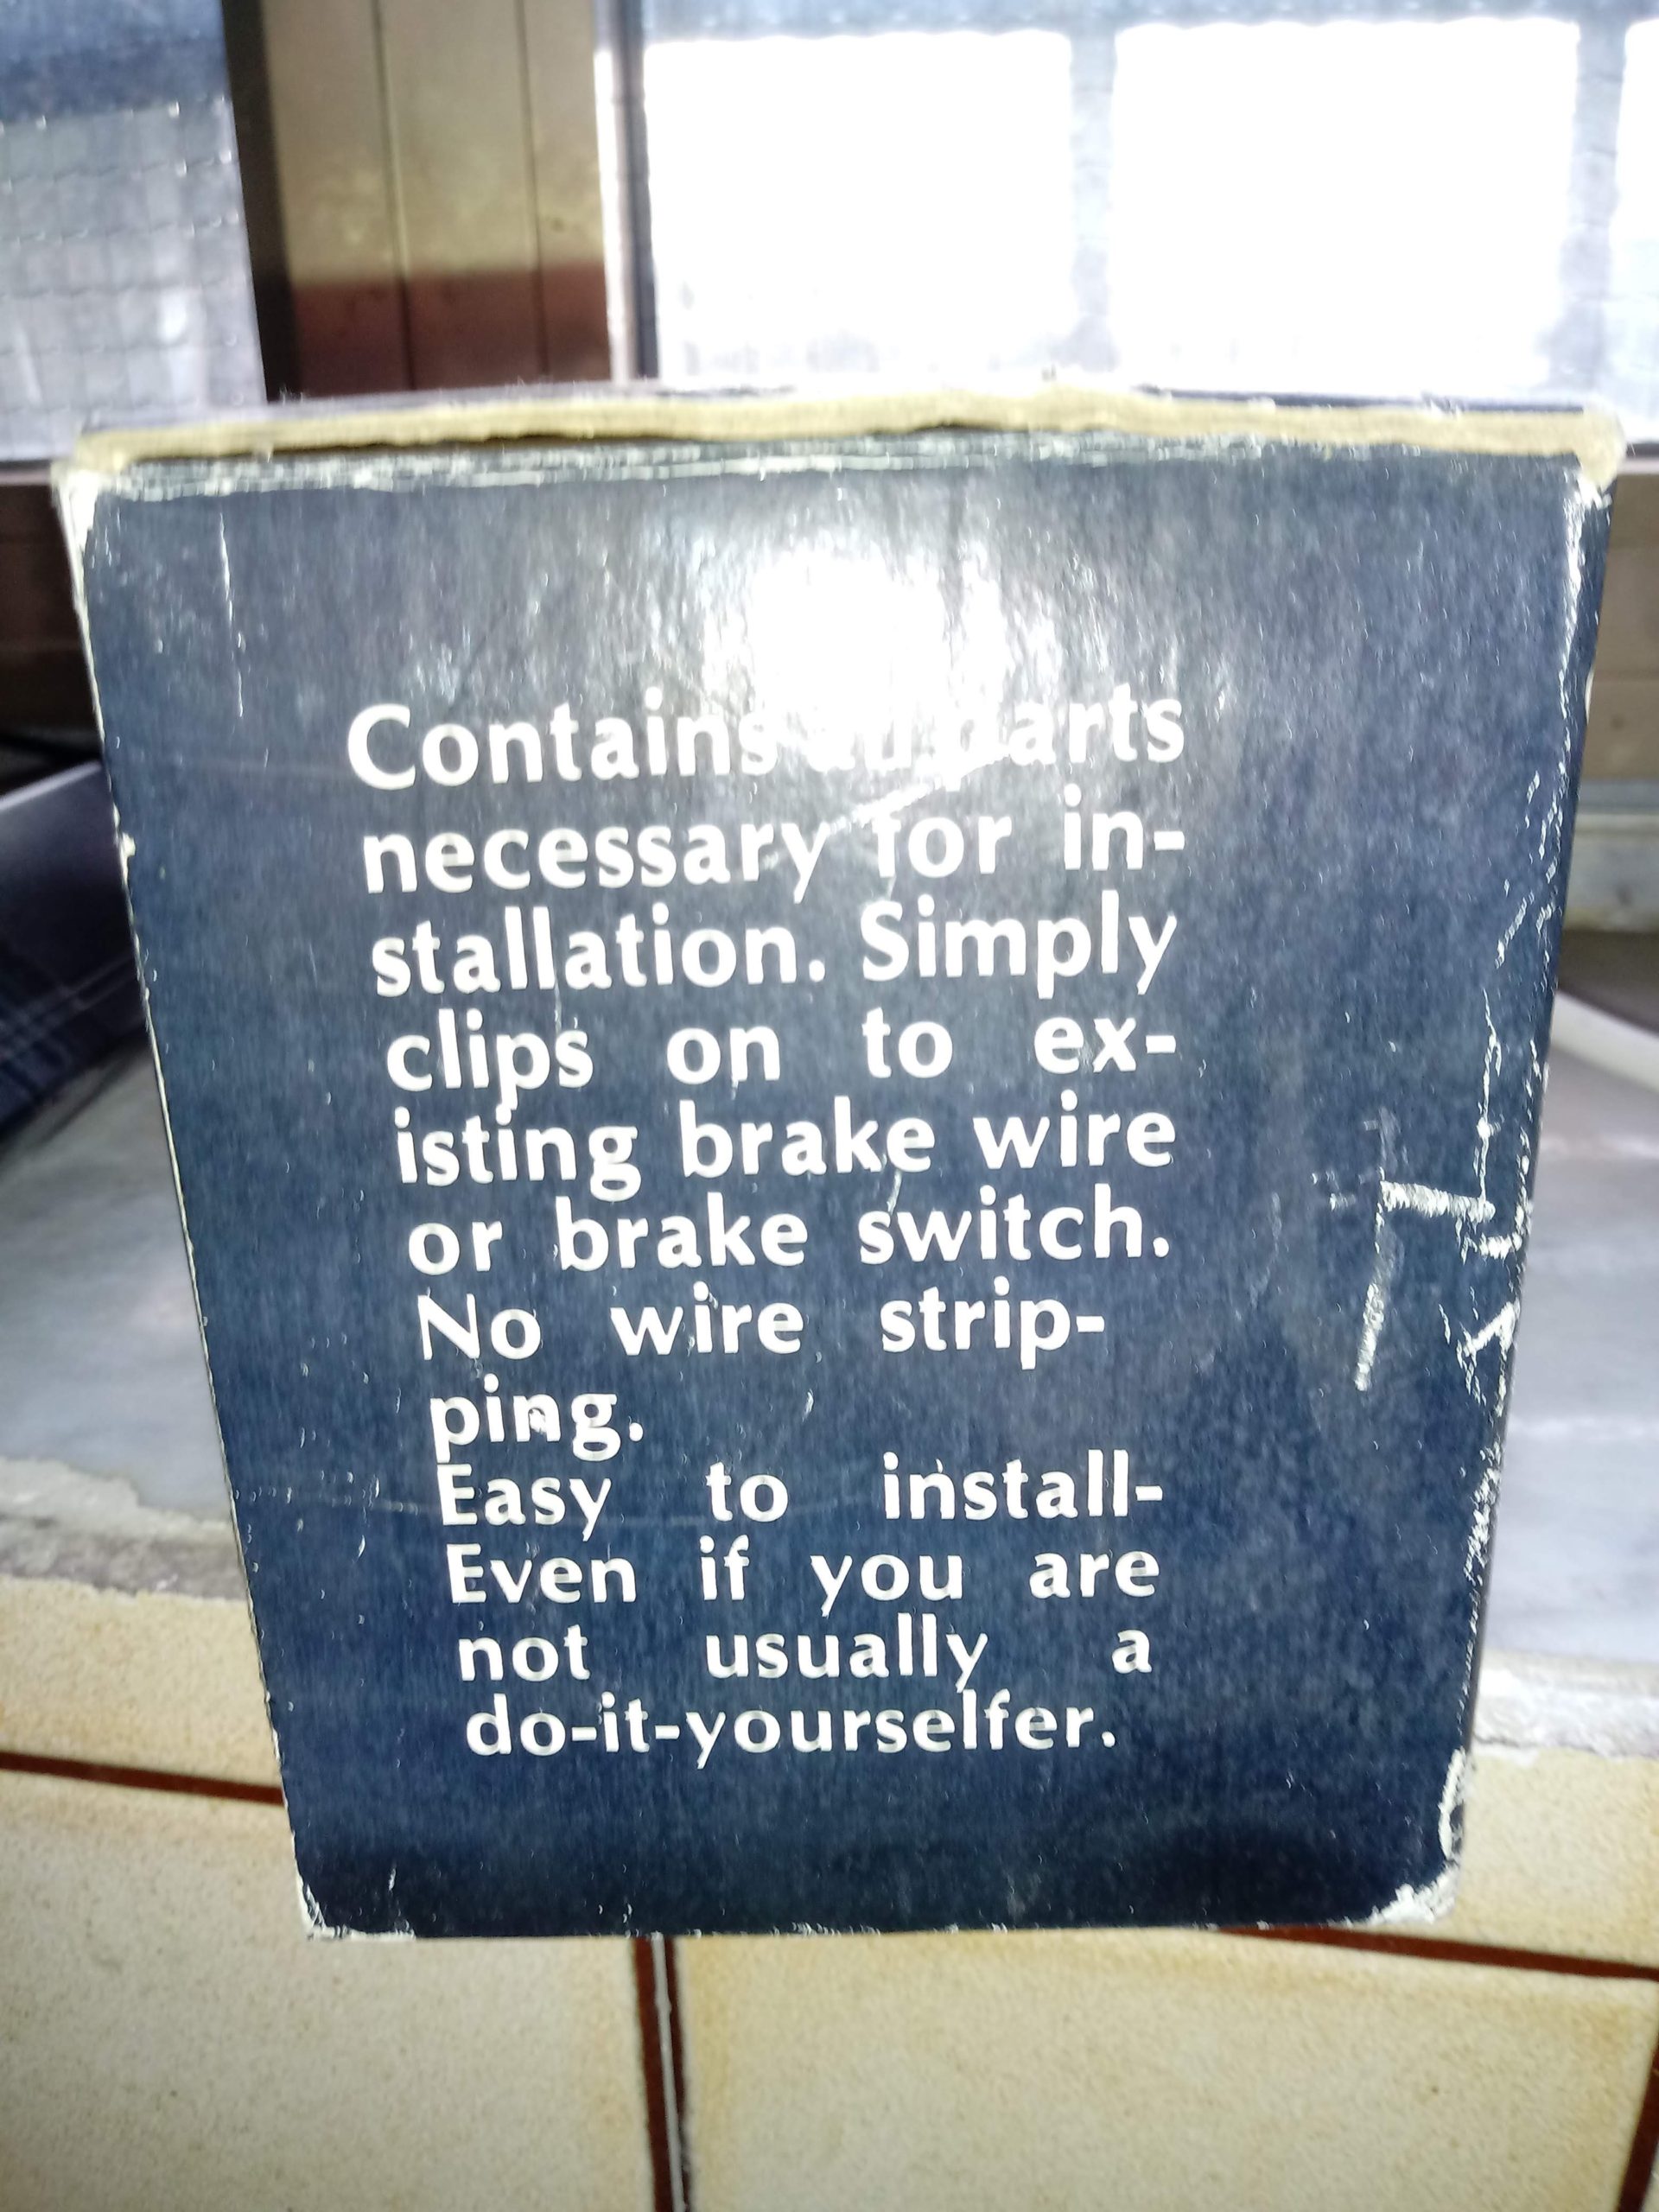 Contains all parts
necessary for in-
stallation. Simply
clips on to ex-
isting brake wire
or brake switch.
No wire strip-
ping.
Easy to install-
Even if you are
not usually a
do-it-yourselfer.